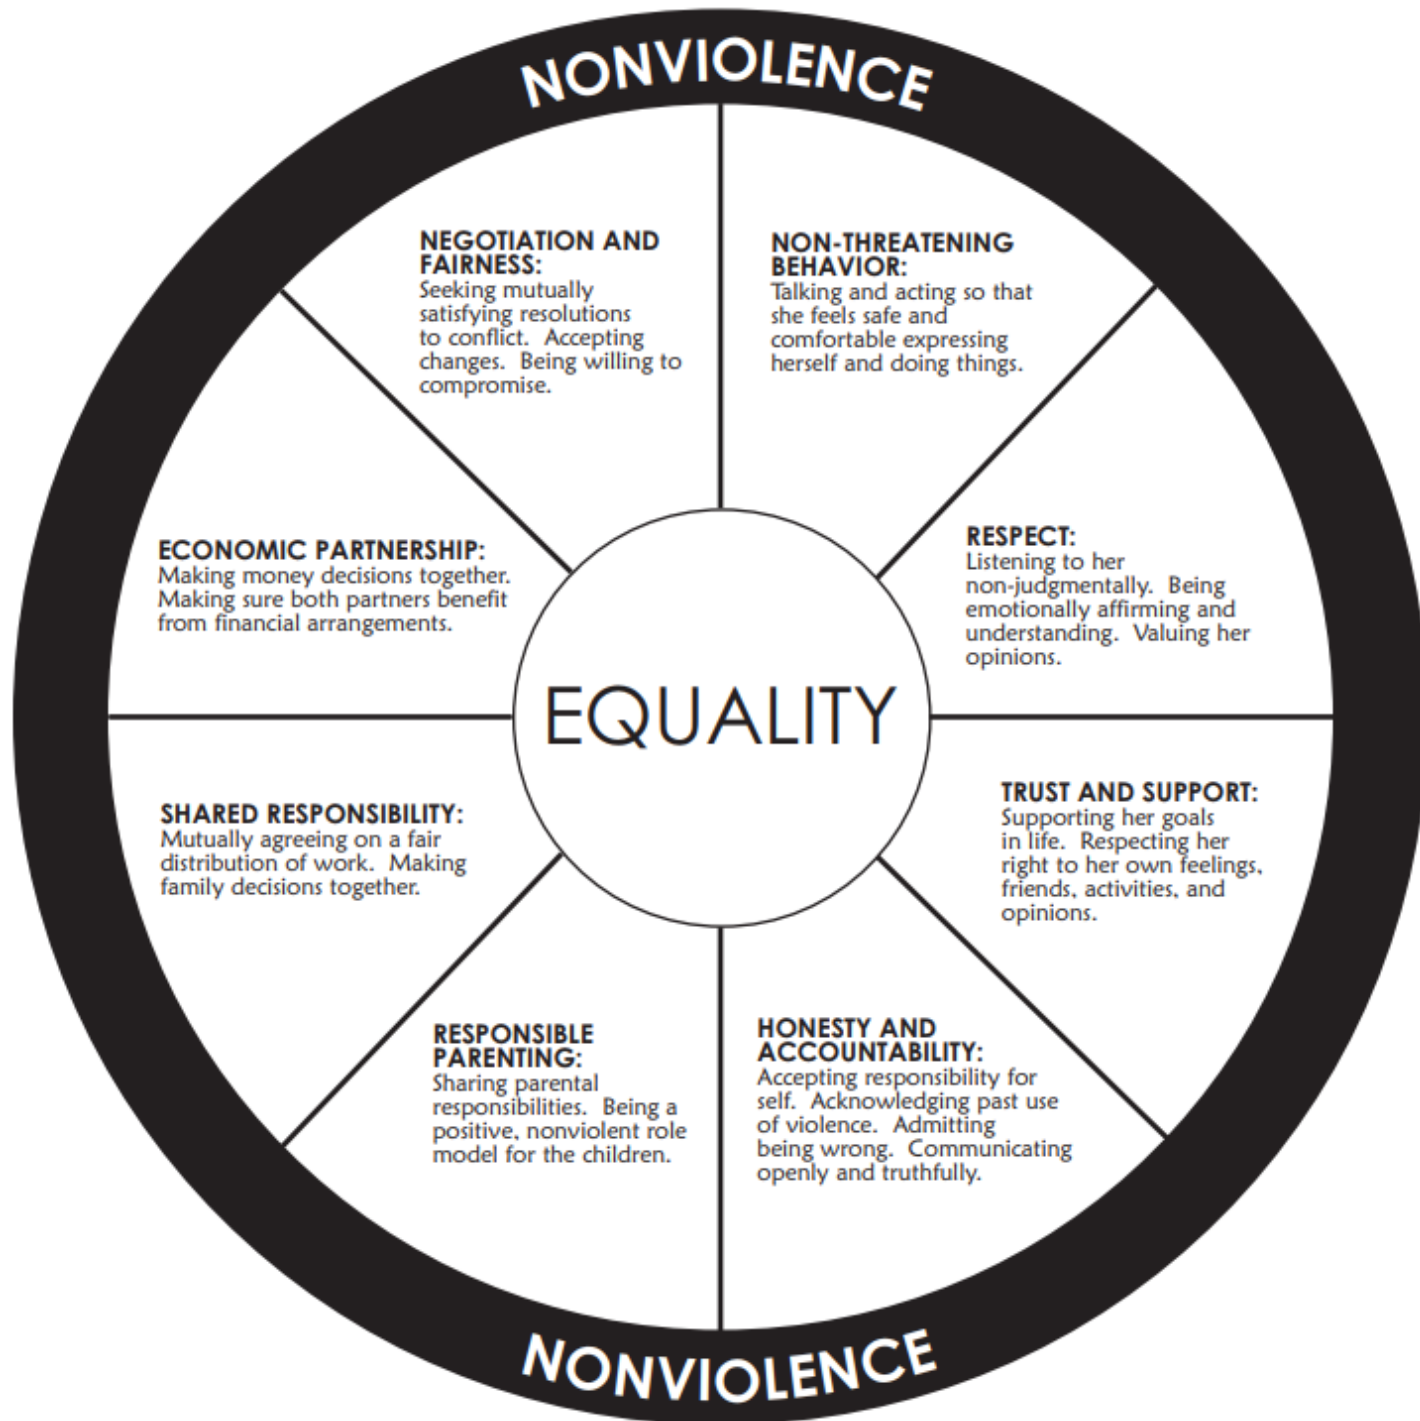 NONVIOLENCE
NEGOTIATION AND
FAIRNESS:
Seeking mutually
satisfying resolutions
to conflict. Accepting
changes. Being willing to
compromise.
NON-THREATENING
BEHAVIOR:
Talking and acting so that
she feels safe and
comfortable expressing
herself and doing things.
RESPECT:
Listening to her
non-judgmentally. Being
emotionally affirming and
understanding. Valuing her
opinions.
TRUST AND SUPPORT:
Supporting her goals
in life. Respecting her
right to her own feelings,
friends, activities, and
opinions.
HONESTY AND
ACCOUNTABILITY:
Accepting responsibility for
self. Acknowledging past use
of violence. Admitting
being wrong. Communicating
openly and truthfully.
RESPONSIBLE
PARENTING:
Sharing parental
responsibilities. Being a
positive, nonviolent role
model for the children.
SHARED RESPONSIBILITY:
Mutually agreeing on a fair
distribution of work. Making
family decisions together.
ECONOMIC PARTNERSHIP:
Making money decisions together.
Making sure both partners benefit
from financial arrangements.
EQUALITY
NONVIOLENCE